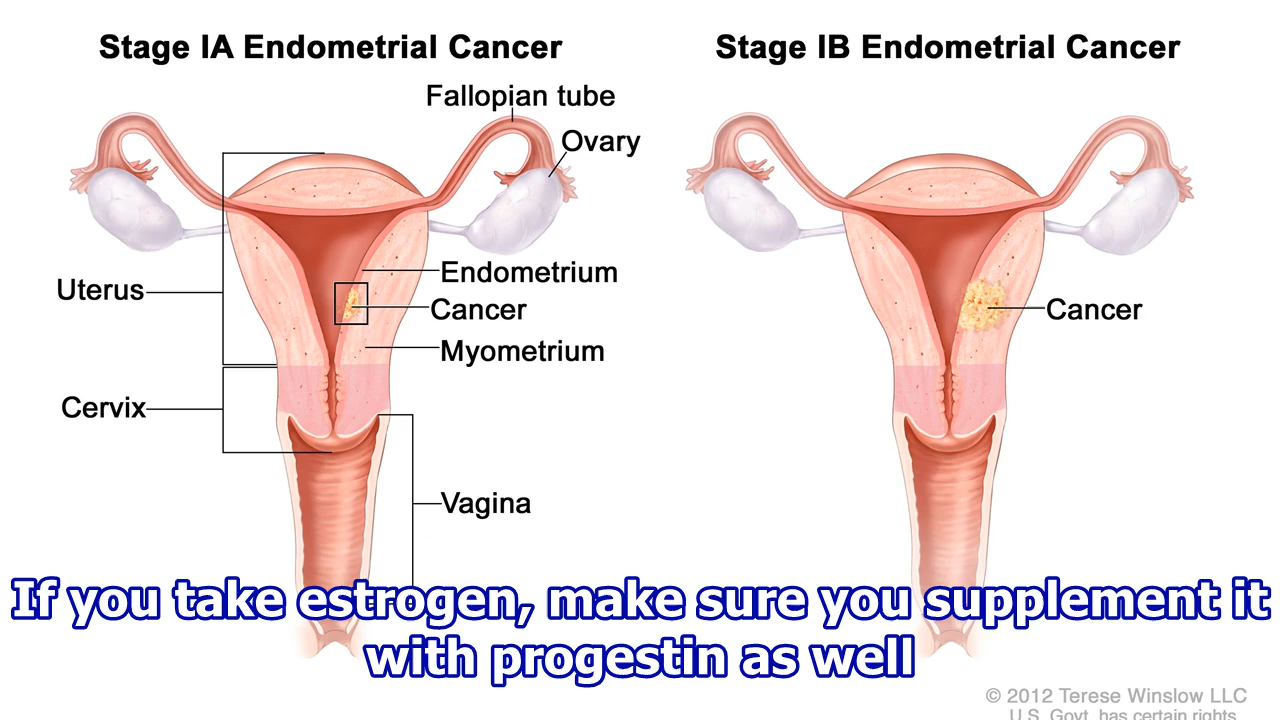 Stage IA Endometrial Cancer
Stage IB Endometrial Cancer
Fallopian tube
Ovary
Uterus
Endometrium
Cancer
Myometrium
Cervix
Vagina
Cancer
If you take estrogen, make sure you supplement it
with progestin as well
© 2012 Terese Winslow LLC
U.S. Govt. has certain rights